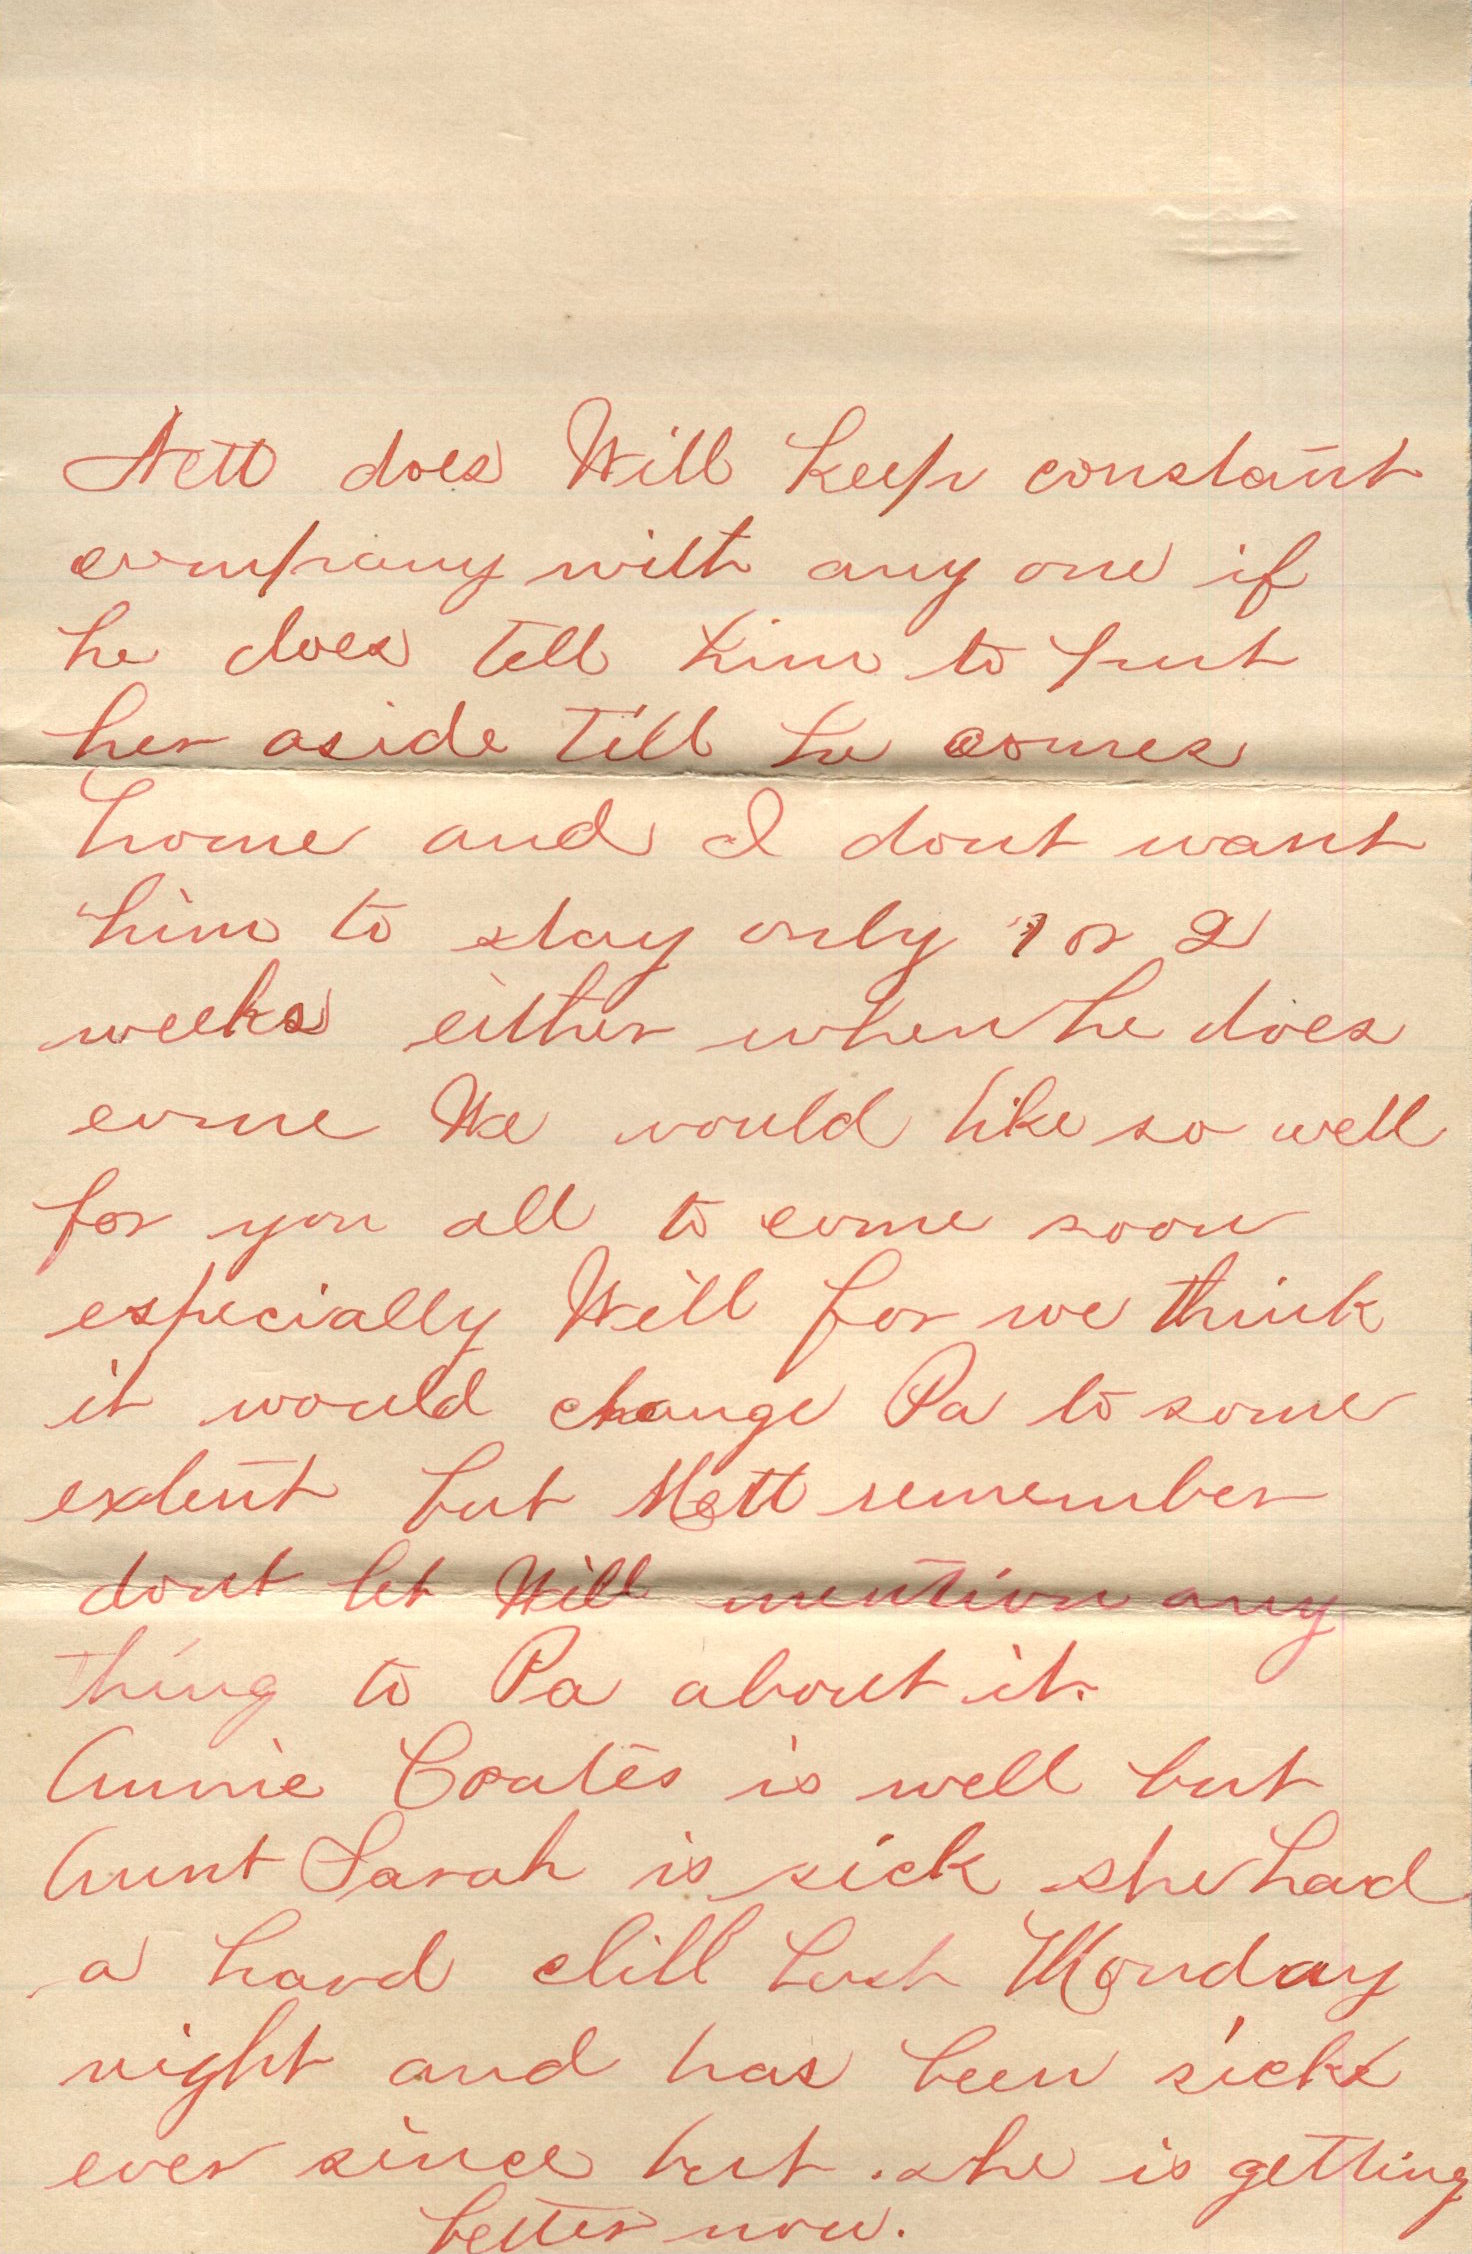 Nett does Will keep constant
company with any one if
he does tell him to put
her aside till he comes
home and I dont want
him to stay only 1 or 2
weeks either when he does
come We would like so well
for you all to come soon
especially Will for we think
it would change Pa to some
extent but Nett remember
dont let Will mention any
thing to Pa about it.
Annie Coates is well but
Aunt Sarah is sick she had
a hard chill last Monday
night and has been sick
ever since but she is getting
better now.